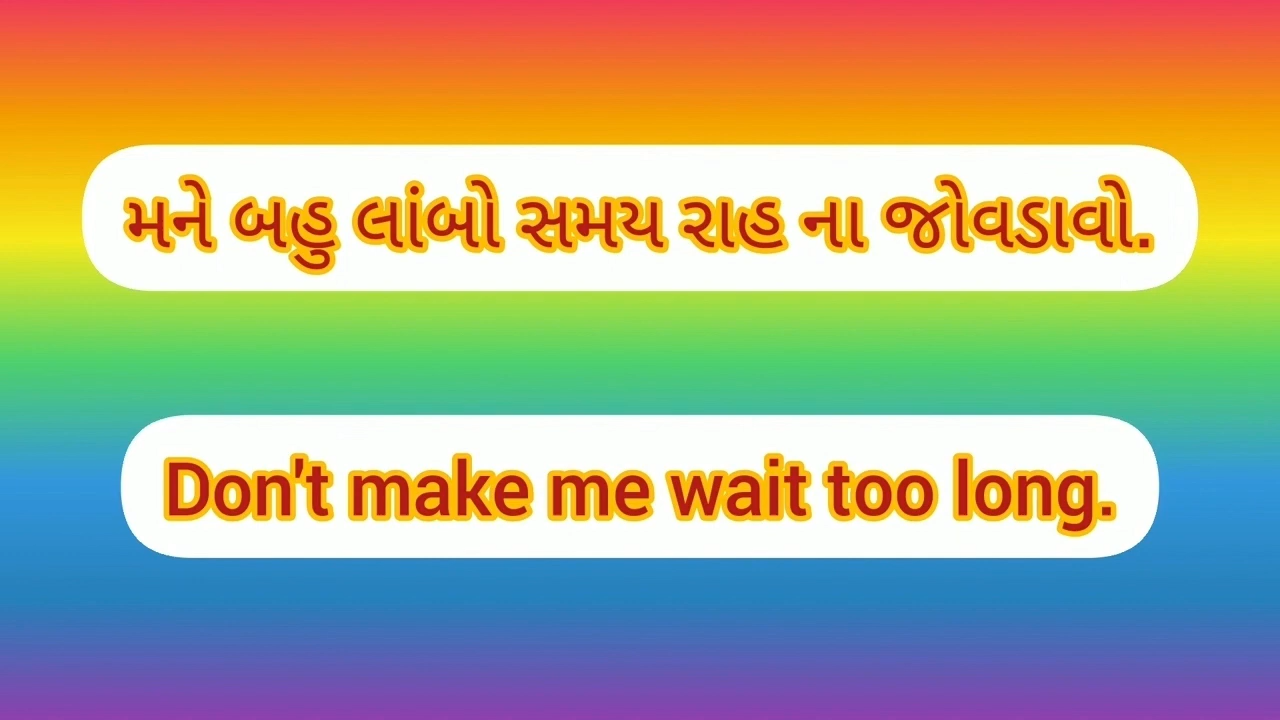 મને બહુ લાંબો સમય રાહ ના જોવડાવો.
Don't make me wait too long.